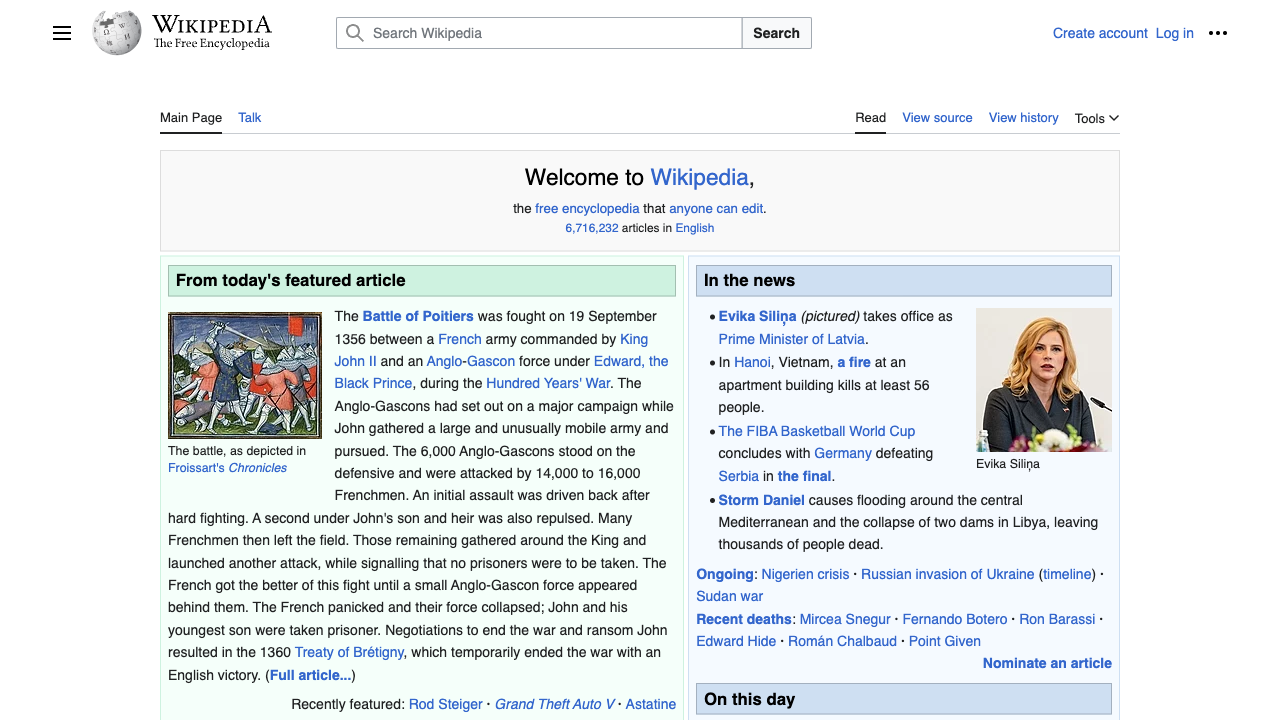 WIKIPEDIA
The Free Encyclopedia
Search Wikipedia
Search
Create account Log in
Main Page Talk
Read View source View history Tools
Welcome to Wikipedia,
the free encyclopedia that anyone can edit.
6,716,232 articles in English
From today's featured article
The Battle of Poitiers was fought on 19 September
1356 between a French army commanded by King
John II and an Anglo-Gascon force under Edward, the
Black Prince, during the Hundred Years' War. The
Anglo-Gascons had set out on a major campaign while
John gathered a large and unusually mobile army and
pursued. The 6,000 Anglo-Gascons stood on the
defensive and were attacked by 14,000 to 16,000
Frenchmen. An initial assault was driven back after
hard fighting. A second under John's son and heir was also repulsed. Many
Frenchmen then left the field. Those remaining gathered around the King and
launched another attack, while signalling that no prisoners were to be taken. The
French got the better of this fight until a small Anglo-Gascon force appeared
behind them. The French panicked and their force collapsed; John and his
youngest son were taken prisoner. Negotiations to end the war and ransom John
resulted in the 1360 Treaty of Brétigny, which temporarily ended the war with an
English victory. (Full article...)
The battle, as depicted in
Froissart's Chronicles
Recently featured: Rod Steiger · Grand Theft Auto V · Astatine
In the news
• Evika Siliņa (pictured) takes office as
Prime Minister of Latvia.
• In Hanoi, Vietnam, a fire at an
apartment building kills at least 56
people.
• The FIBA Basketball World Cup
concludes with Germany defeating
Serbia in the final.
• Storm Daniel causes flooding around the central
Mediterranean and the collapse of two dams in Libya, leaving
thousands of people dead.
Evika Siliņa
Ongoing: Nigerien crisis · Russian invasion of Ukraine (timeline) ·
Sudan war
Recent deaths: Mircea Snegur · Fernando Botero · Ron Barassi ·
Edward Hide · Román Chalbaud · Point Given
Nominate an article
On this day